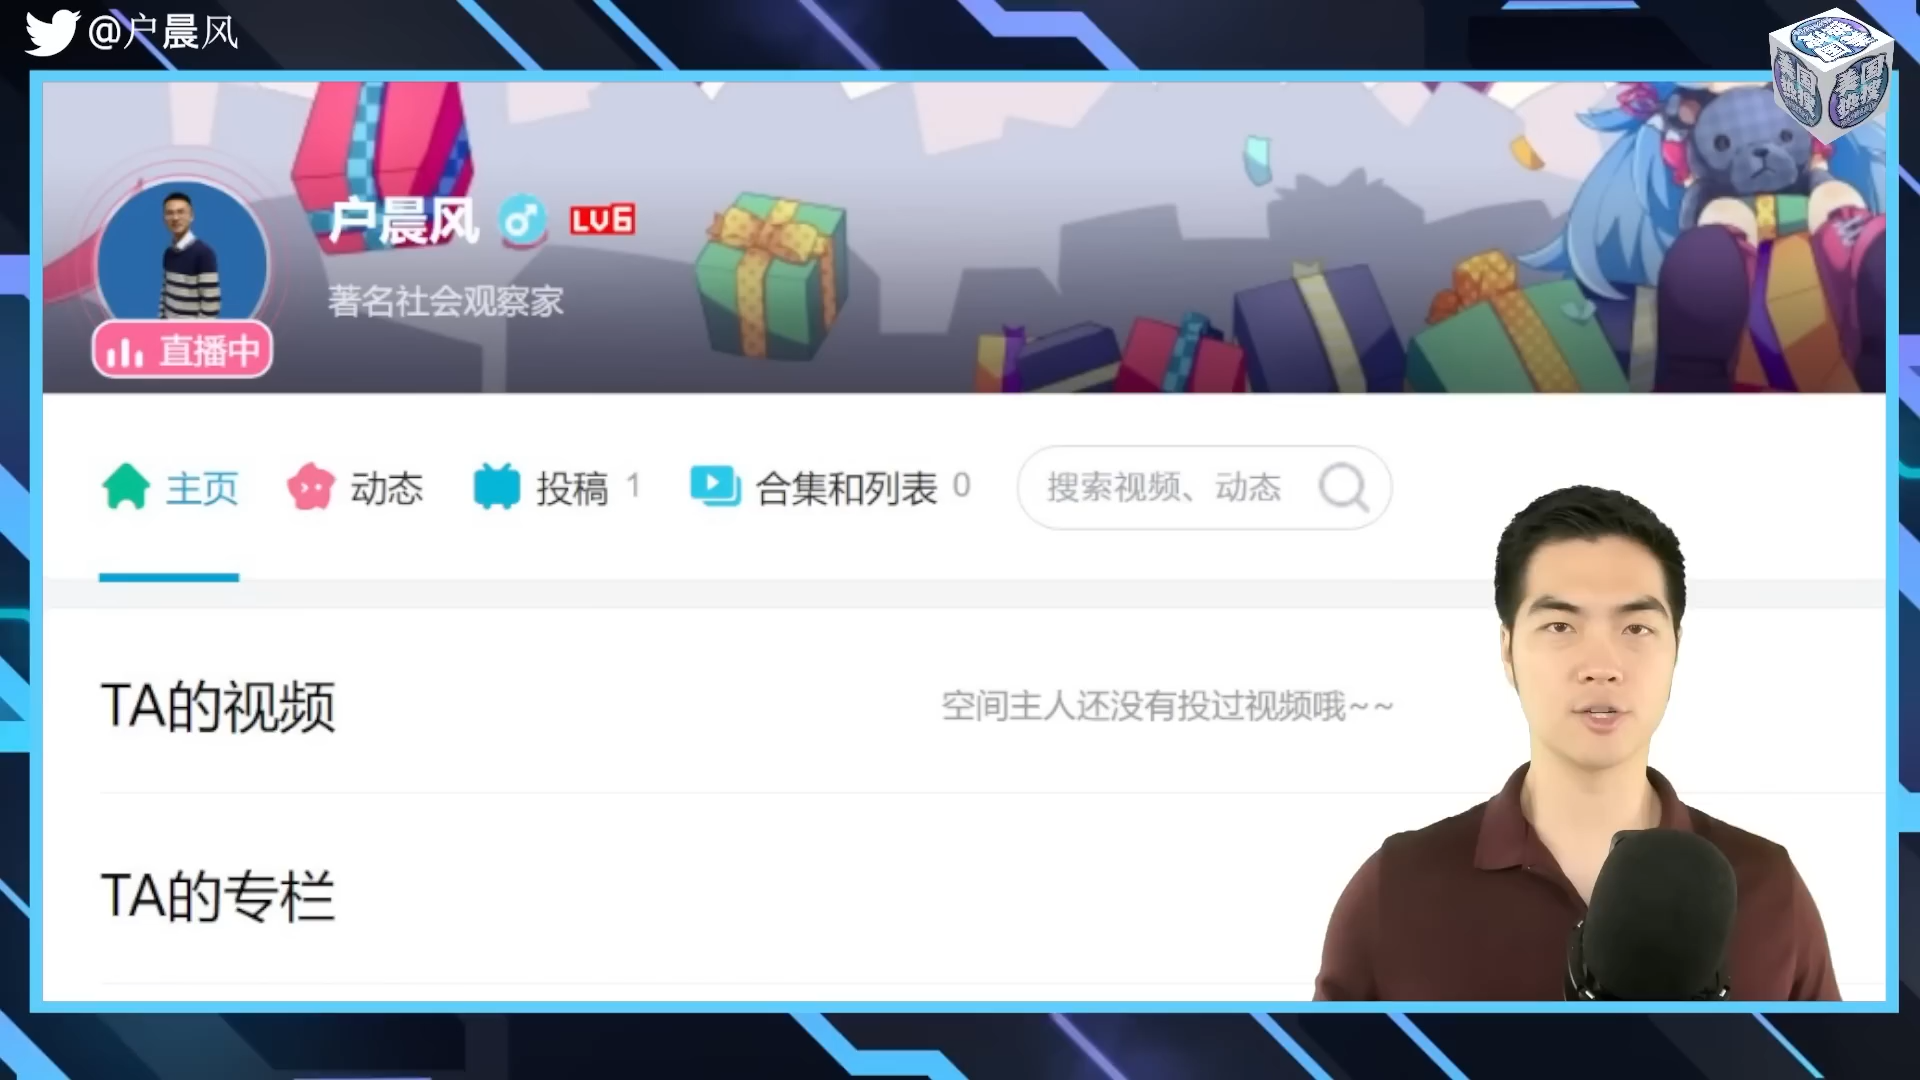 @户晨风
户晨风
LV6
著名社会观察家
直播中
主页
动态
投稿 1
合集和列表 0
搜索视频、动态
TA的视频
空间主人还没有投过视频哦~~
TA的专栏